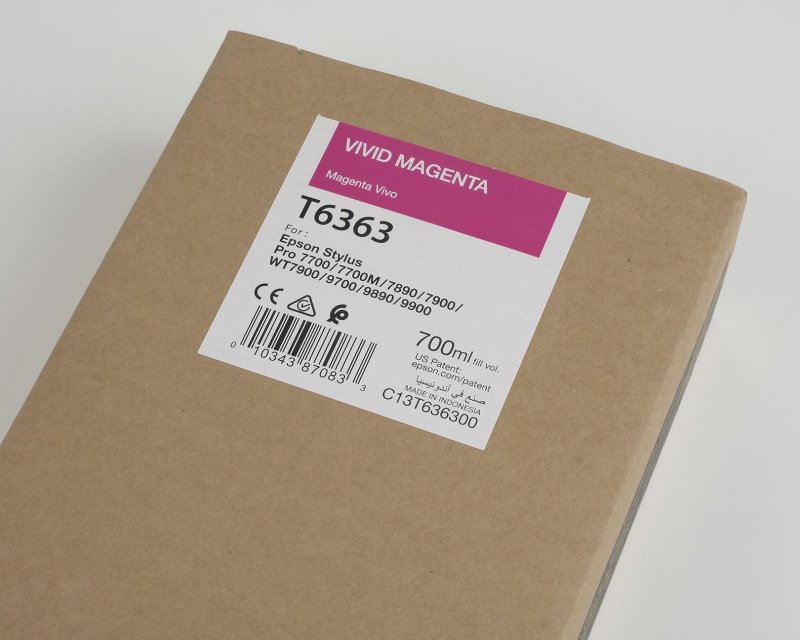 VIVID MAGENTA
Magenta Vivo
T6363
For :
Epson Stylus
Pro 7700/7700M/7890/7900/
WT7900/9700/9890/9900
CE
0 10343 87083 3
700ml fill vol.
US Patent:
epson.com/patent
صنع في أندونيسيا
MADE IN INDONESIA
C13T636300